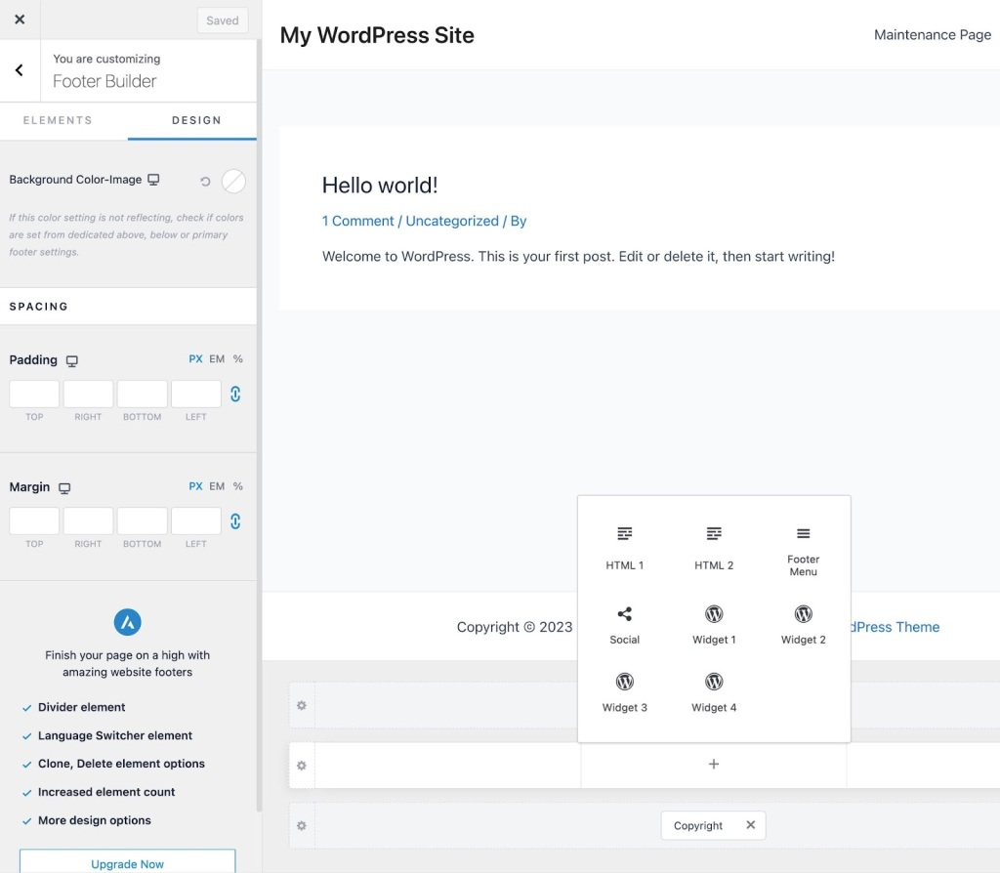 Saved
You are customizing
Footer Builder
ELEMENTS
DESIGN
Background Color-Image
If this color setting is not reflecting, check if colors
are set from dedicated above, below or primary
footer settings.
SPACING
Padding
PX EM %
TOP RIGHT BOTTOM LEFT
Margin
PX EM %
TOP RIGHT BOTTOM LEFT
Finish your page on a high with
amazing website footers
Divider element
Language Switcher element
Clone, Delete element options
Increased element count
More design options
Upgrade Now
My WordPress Site
Maintenance Page
Hello world!
1 Comment / Uncategorized / By
Welcome to WordPress. This is your first post. Edit or delete it, then start writing!
HTML 1
HTML 2
Footer
Menu
Social
Widget 1
Widget 2
Widget 3
Widget 4
Copyright © 2023
dPress Theme
Copyright